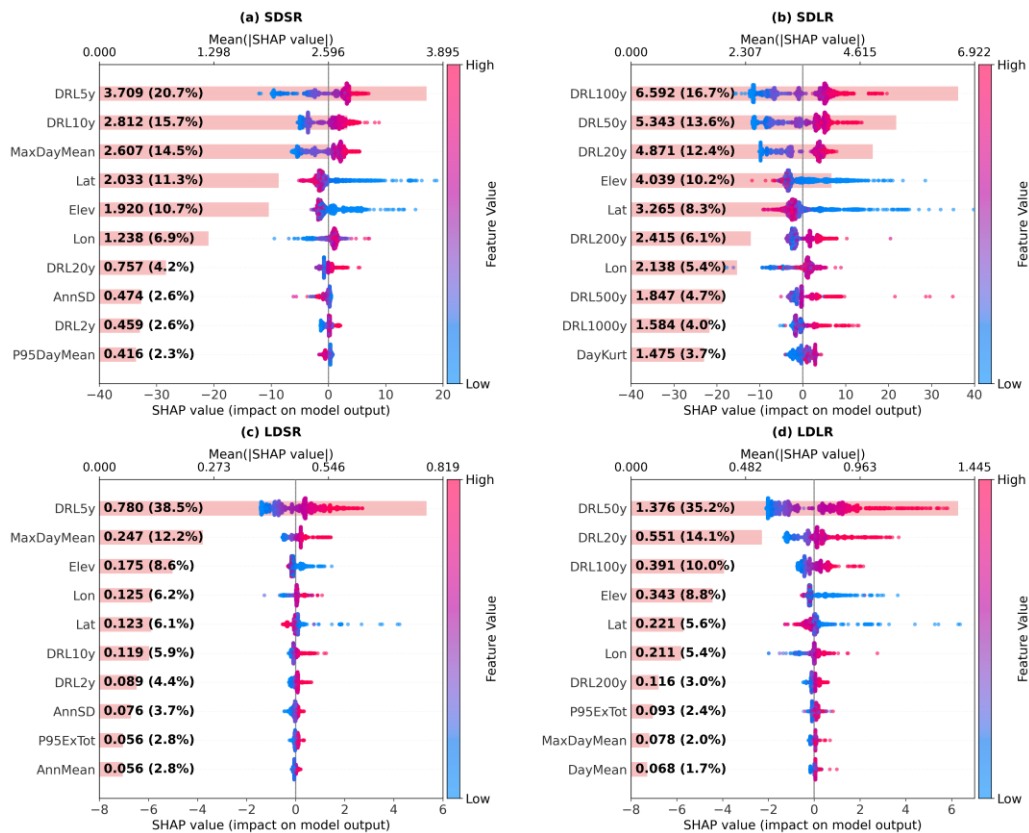 (a) SDSR
Mean(|SHAP value|)
0.000 1.298 2.596 3.895
High
DRL5y 3.709 (20.7%)
DRL10y 2.812 (15.7%)
MaxDayMean 2.607 (14.5%)
Lat 2.033 (11.3%)
Elev 1.920 (10.7%)
Lon 1.238 (6.9%)
DRL20y 0.757 (4.2%)
AnnSD 0.474 (2.6%)
DRL2y 0.459 (2.6%)
P95DayMean 0.416 (2.3%)
Feature Value
Low
−40 −30 −20 −10 0 10 20
SHAP value (impact on model output)
(b) SDLR
Mean(|SHAP value|)
0.000 2.307 4.615 6.922
High
DRL100y 6.592 (16.7%)
DRL50y 5.343 (13.6%)
DRL20y 4.871 (12.4%)
Elev 4.039 (10.2%)
Lat 3.265 (8.3%)
DRL200y 2.415 (6.1%)
Lon 2.138 (5.4%)
DRL500y 1.847 (4.7%)
DRL1000y 1.584 (4.0%)
DayKurt 1.475 (3.7%)
Feature Value
Low
−40 −30 −20 −10 0 10 20 30 40
SHAP value (impact on model output)
(c) LDSR
Mean(|SHAP value|)
0.000 0.273 0.546 0.819
High
DRL5y 0.780 (38.5%)
MaxDayMean 0.247 (12.2%)
Elev 0.175 (8.6%)
Lon 0.125 (6.2%)
Lat 0.123 (6.1%)
DRL10y 0.119 (5.9%)
DRL2y 0.089 (4.4%)
AnnSD 0.076 (3.7%)
P95ExTot 0.056 (2.8%)
AnnMean 0.056 (2.8%)
Feature Value
Low
−8 −6 −4 −2 0 2 4 6
SHAP value (impact on model output)
(d) LDLR
Mean(|SHAP value|)
0.000 0.482 0.963 1.445
High
DRL50y 1.376 (35.2%)
DRL20y 0.551 (14.1%)
DRL100y 0.391 (10.0%)
Elev 0.343 (8.8%)
Lat 0.221 (5.6%)
Lon 0.211 (5.4%)
DRL200y 0.116 (3.0%)
P95ExTot 0.093 (2.4%)
MaxDayMean 0.078 (2.0%)
DayMean 0.068 (1.7%)
Feature Value
Low
−8 −6 −4 −2 0 2 4 6
SHAP value (impact on model output)